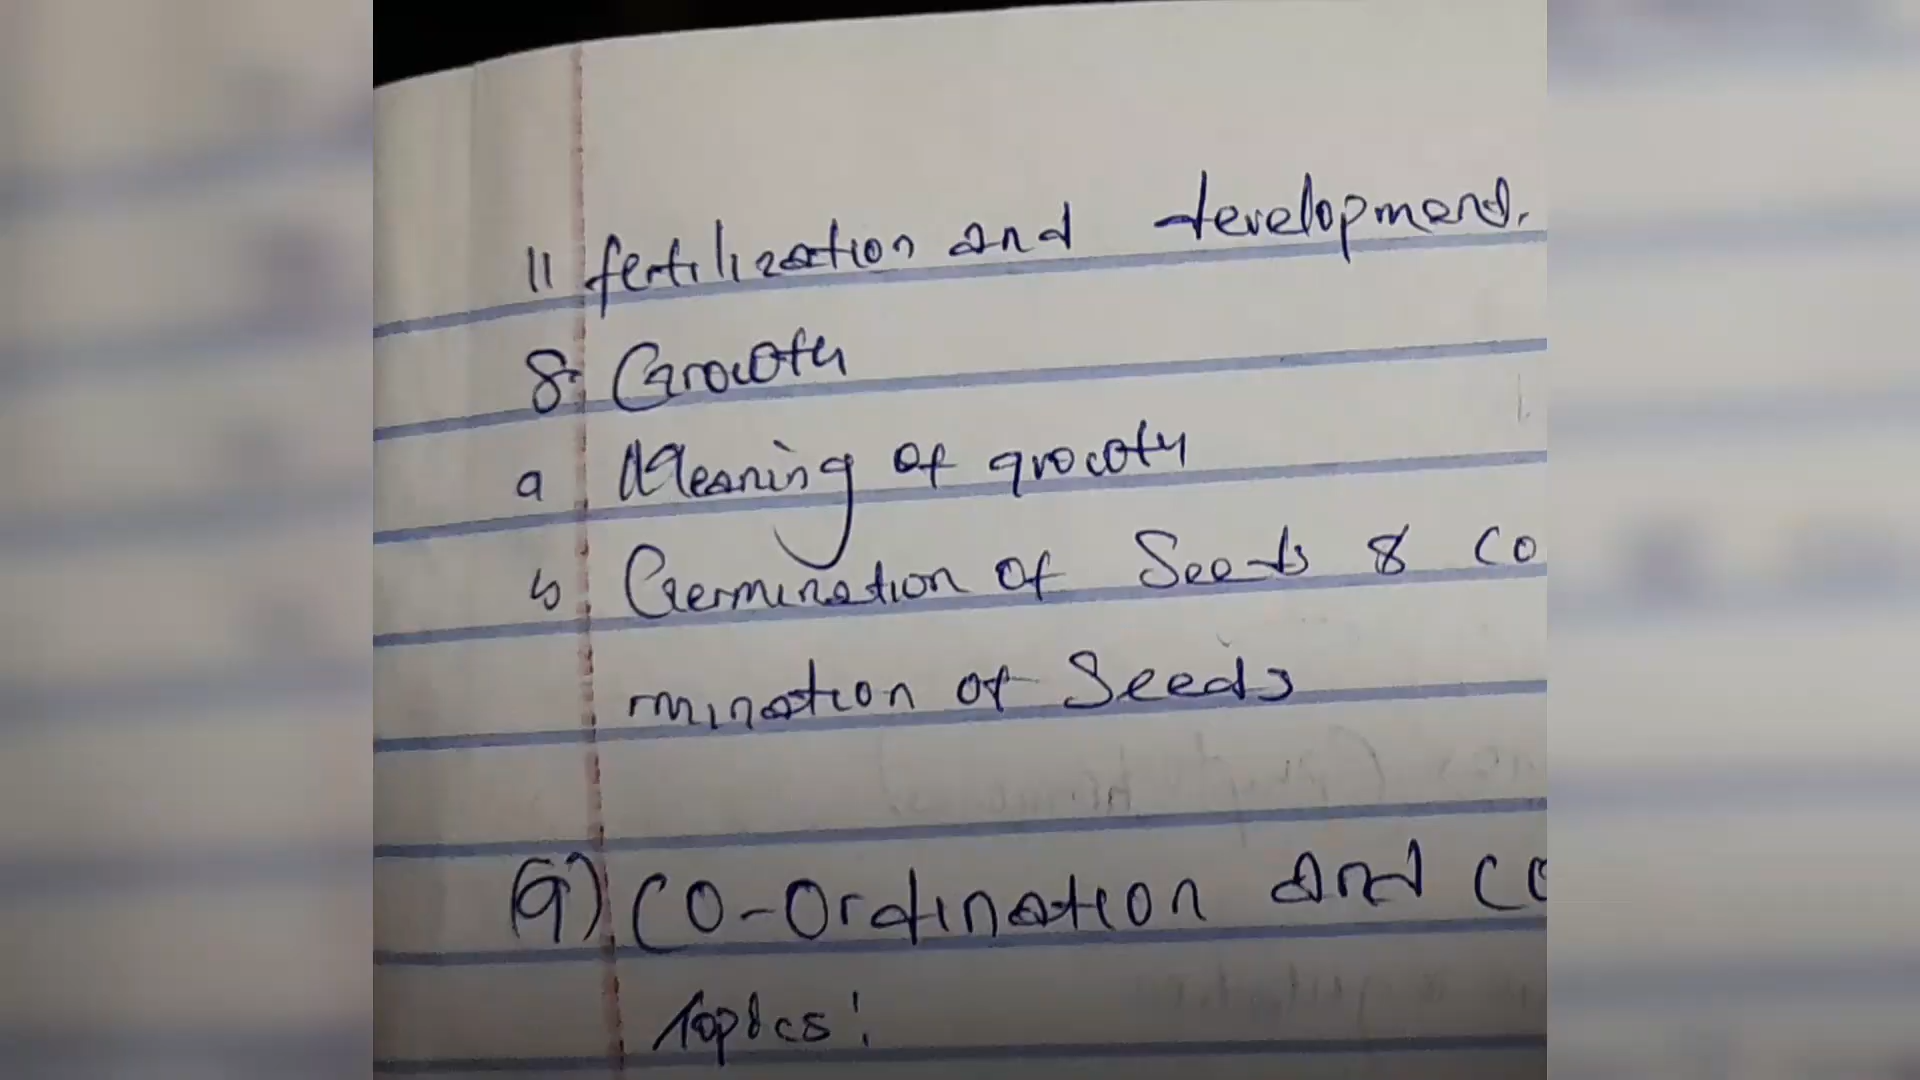 11 fertilization and development.
8. Growth
a Meaning of growth
b Germination of Seeds & co
mination of Seeds
(9) CO-Ordination and co
Topics: